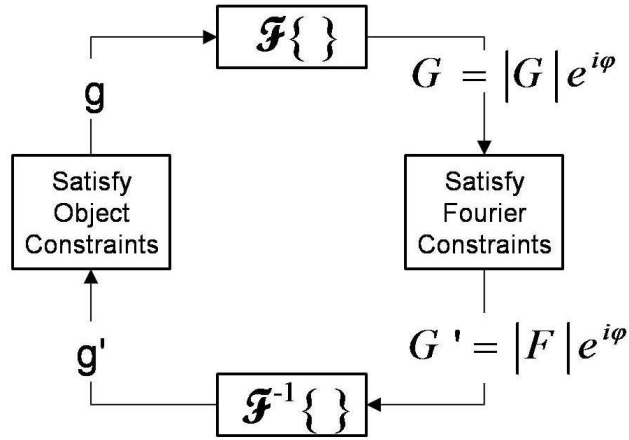 𝓕{ }
g
G = |G| e^{iφ}
Satisfy
Object
Constraints
Satisfy
Fourier
Constraints
g'
G ' = |F| e^{iφ}
𝓕^{-1}{ }